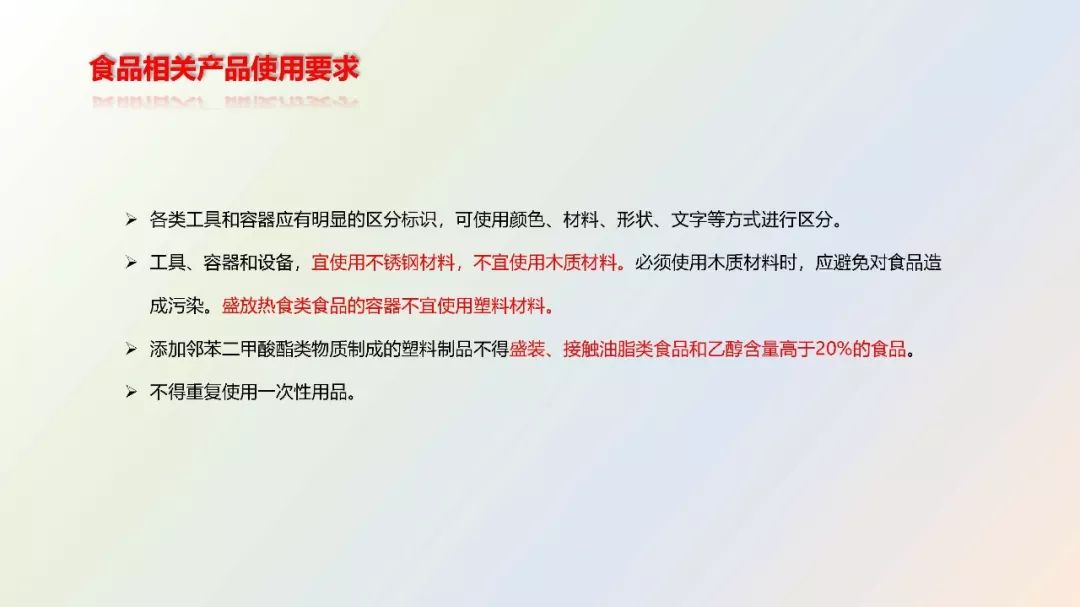 食品相关产品使用要求
➢ 各类工具和容器应有明显的区分标识，可使用颜色、材料、形状、文字等方式进行区分。
➢ 工具、容器和设备，宜使用不锈钢材料，不宜使用木质材料。必须使用木质材料时，应避免对食品造
成污染。盛放热食类食品的容器不宜使用塑料材料。
➢ 添加邻苯二甲酸酯类物质制成的塑料制品不得盛装、接触油脂类食品和乙醇含量高于20%的食品。
➢ 不得重复使用一次性用品。